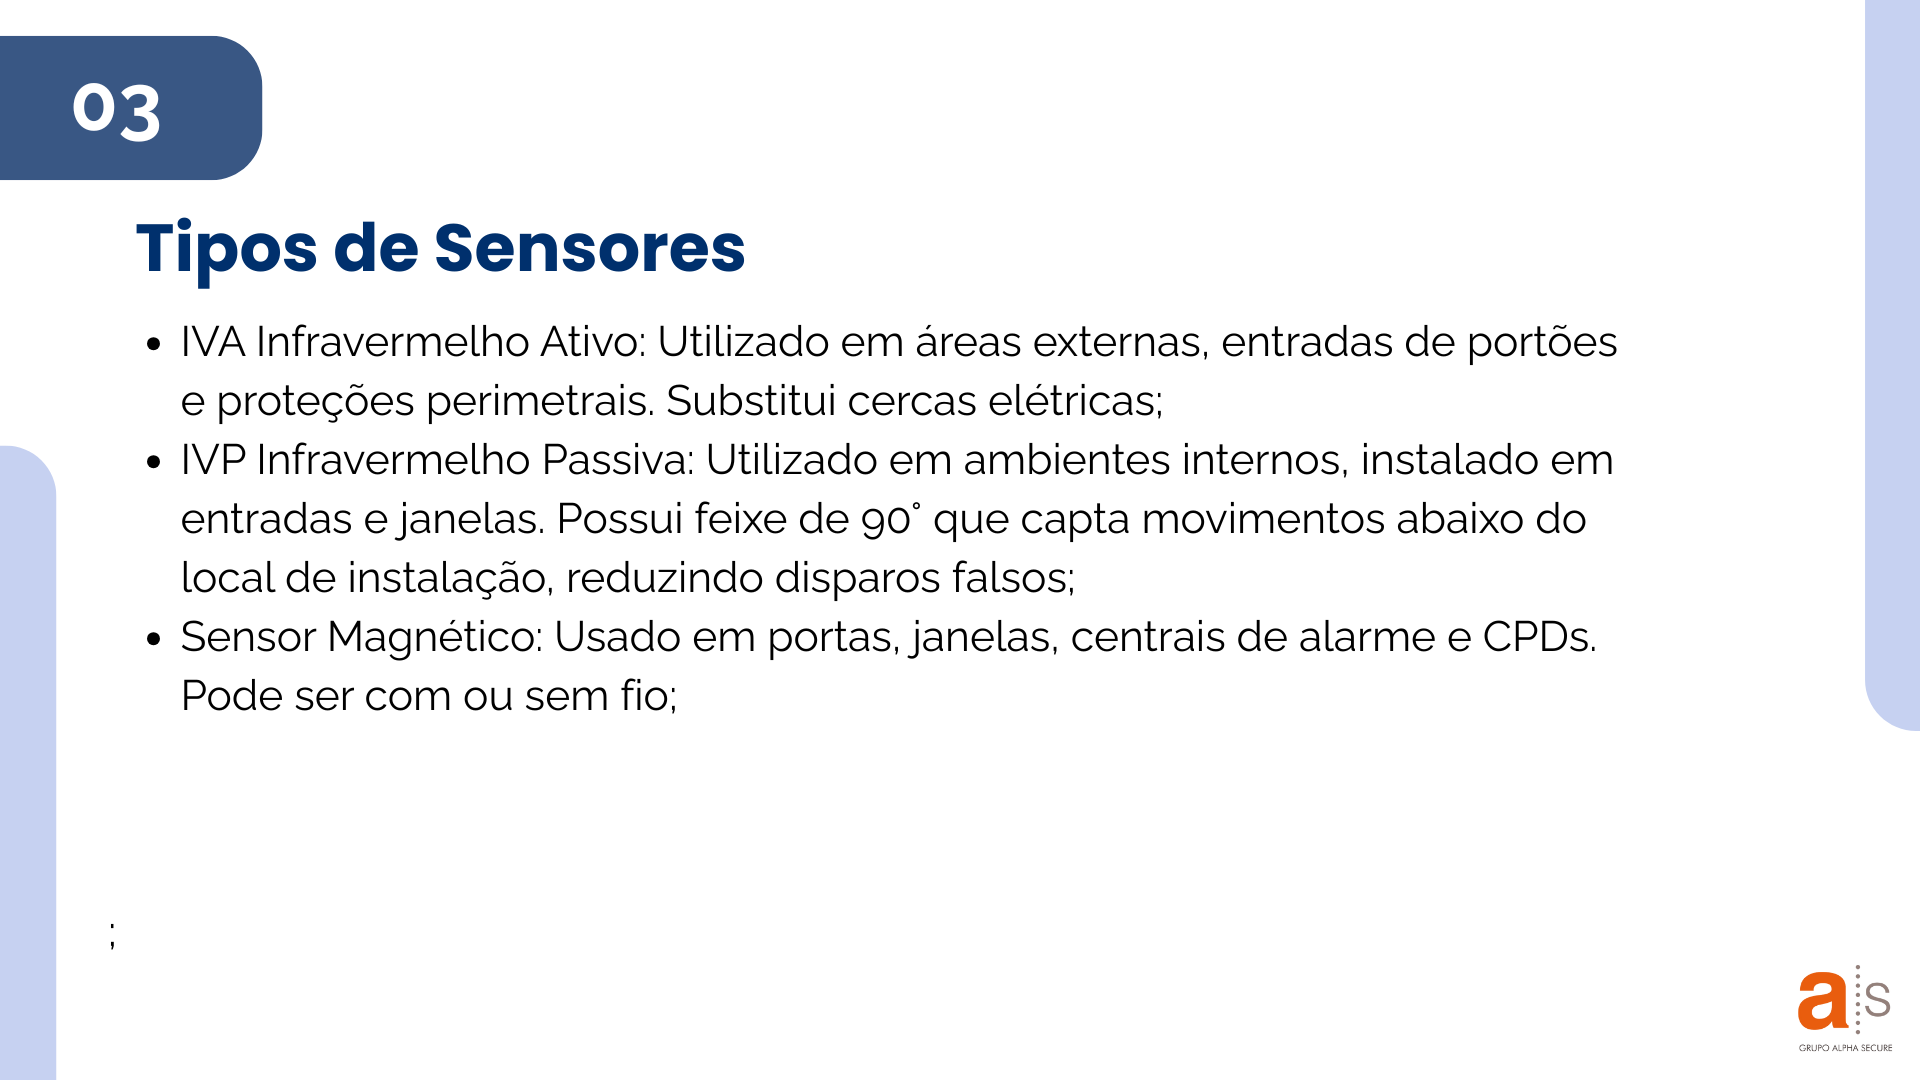 03
Tipos de Sensores
• IVA Infravermelho Ativo: Utilizado em áreas externas, entradas de portões
e proteções perimetrais. Substitui cercas elétricas;
• IVP Infravermelho Passiva: Utilizado em ambientes internos, instalado em
entradas e janelas. Possui feixe de 90° que capta movimentos abaixo do
local de instalação, reduzindo disparos falsos;
• Sensor Magnético: Usado em portas, janelas, centrais de alarme e CPDs.
Pode ser com ou sem fio;
;
a s
GRUPO ALPHA SECURE